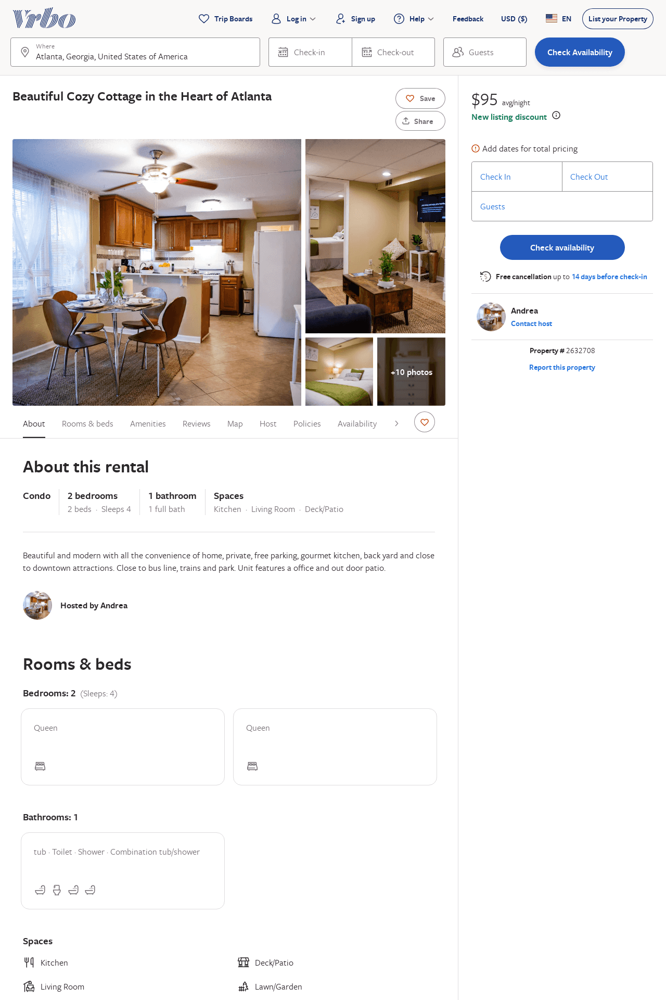 Vrbo
Trip Boards
Log in
Sign up
Help
Feedback
USD ($)
EN
List your Property
Where
Atlanta, Georgia, United States of America
Check-in
Check-out
Guests
Check Availability
Beautiful Cozy Cottage in the Heart of Atlanta
Save
Share
$95 avg/night
New listing discount
Add dates for total pricing
Check In
Check Out
Guests
Check availability
Free cancellation up to 14 days before check-in
Andrea
Contact host
Property # 2632708
Report this property
+10 photos
About
Rooms & beds
Amenities
Reviews
Map
Host
Policies
Availability
About this rental
Condo
2 bedrooms
2 beds · Sleeps 4
1 bathroom
1 full bath
Spaces
Kitchen · Living Room · Deck/Patio
Beautiful and modern with all the convenience of home, private, free parking, gourmet kitchen, back yard and close
to downtown attractions. Close to bus line, trains and park. Unit features a office and out door patio.
Hosted by Andrea
Rooms & beds
Bedrooms: 2 (Sleeps: 4)
Queen
Queen
Bathrooms: 1
tub · Toilet · Shower · Combination tub/shower
Spaces
Kitchen
Deck/Patio
Living Room
Lawn/Garden